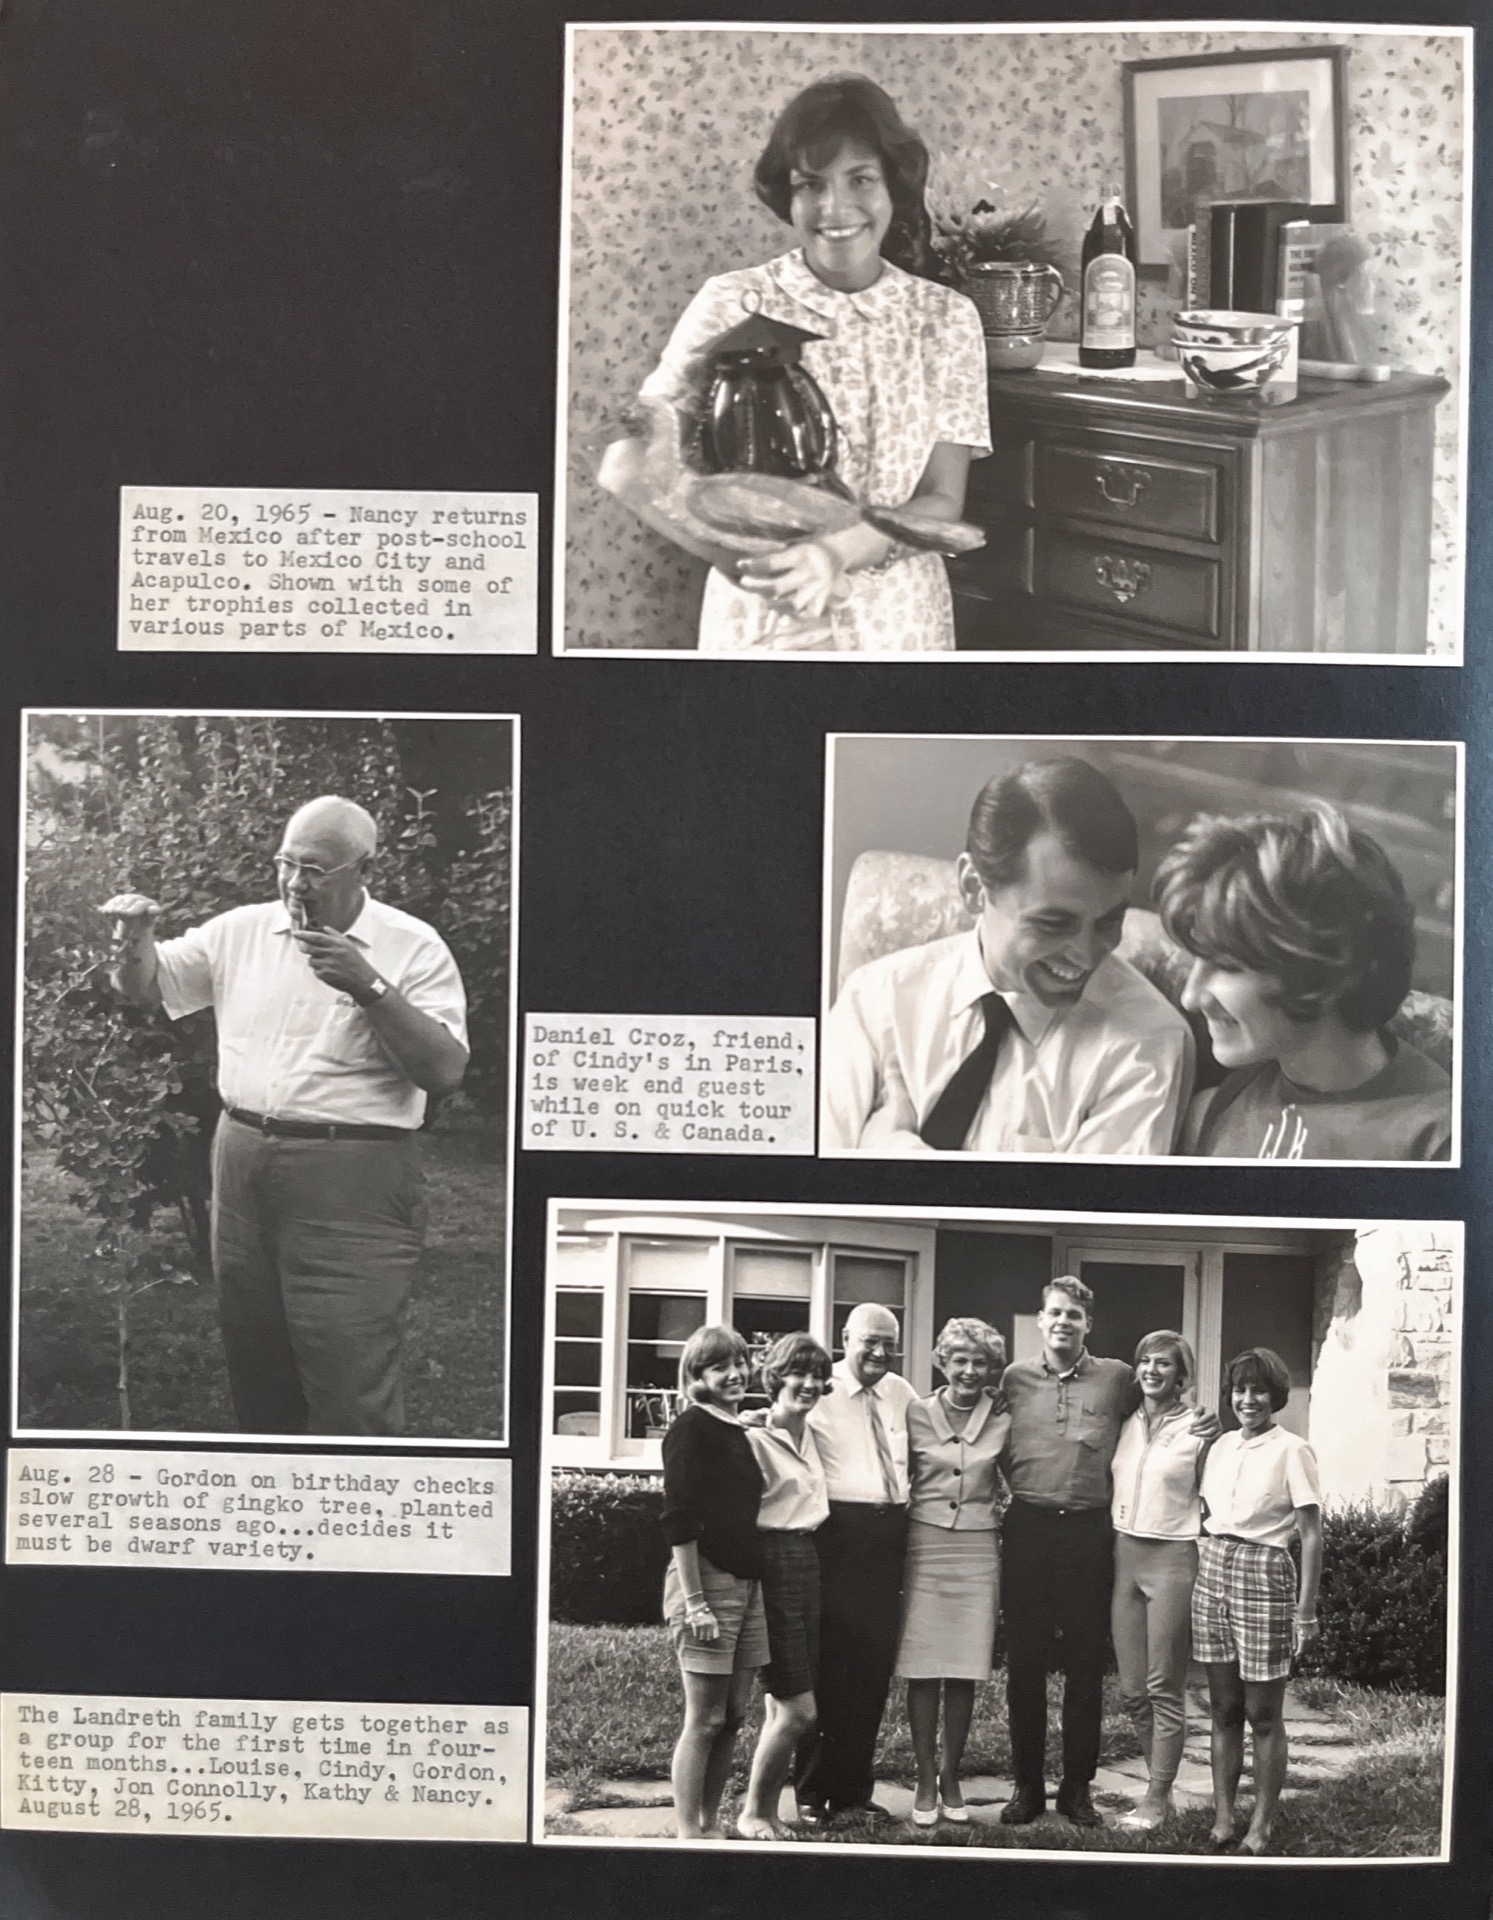 Aug. 20, 1965 - Nancy returns
from Mexico after post-school
travels to Mexico City and
Acapulco. Shown with some of
her trophies collected in
various parts of Mexico.
Daniel Croz, friend,
of Cindy's in Paris,
is week end guest
while on quick tour
of U. S. & Canada.
Aug. 28 - Gordon on birthday checks
slow growth of gingko tree, planted
several seasons ago...decides it
must be dwarf variety.
The Landreth family gets together as
a group for the first time in four-
teen months...Louise, Cindy, Gordon,
Kitty, Jon Connolly, Kathy & Nancy.
August 28, 1965.